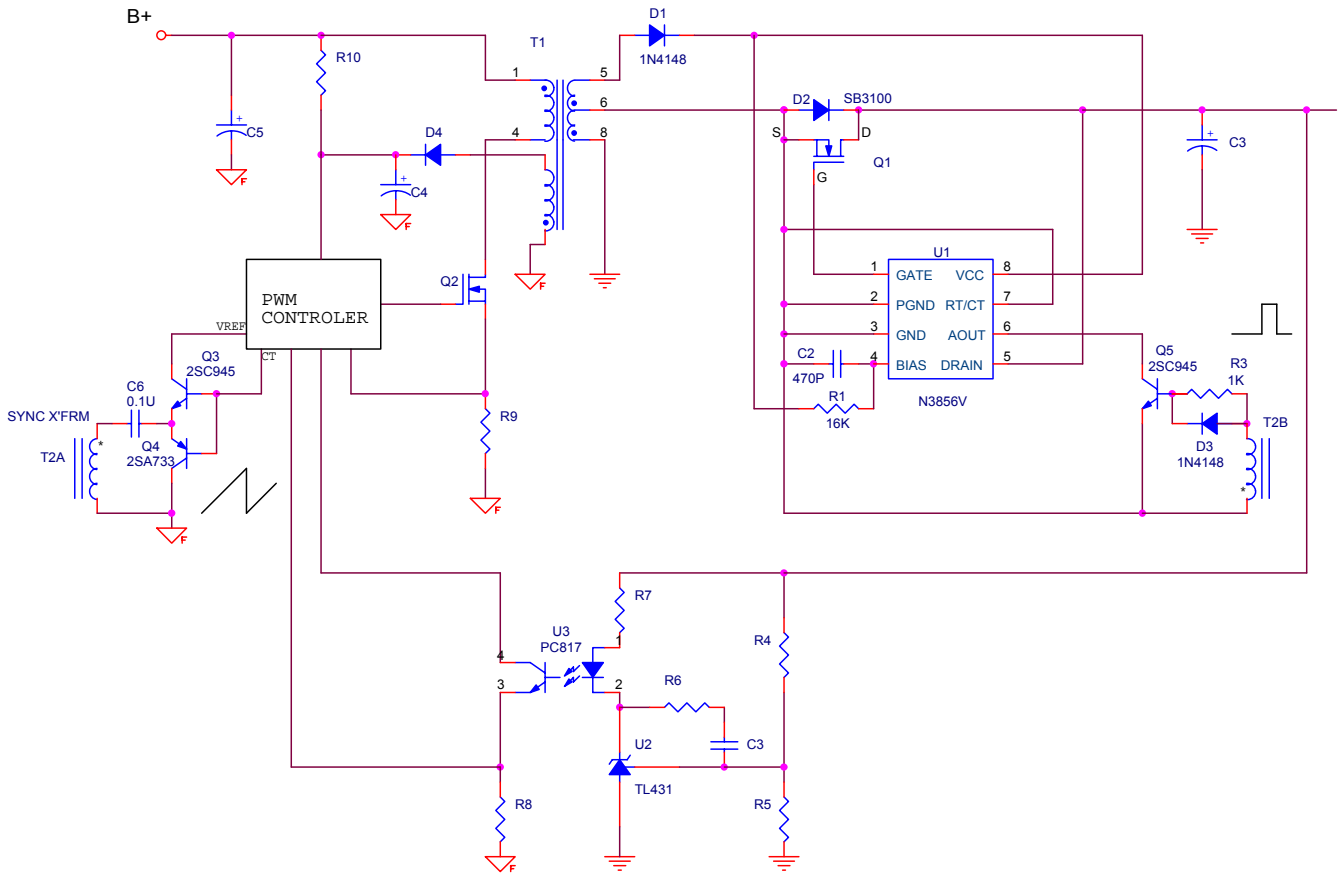 B+
D1
1N4148
T1
R10
1
5
6
4
8
C5
+
D4
C4
+
D2
SB3100
S
D
Q1
G
C3
+
F
F
F
U1
1
GATE
VCC
8
2
PGND
RT/CT
7
3
GND
AOUT
6
4
BIAS
DRAIN
5
N3856V
C2
470P
R1
16K
Q2
PWM
CONTROLER
VREF
CT
Q3
2SC945
C6
0.1U
SYNC X'FRM
T2A
*
Q4
2SA733
F
R9
F
Q5
2SC945
R3
1K
D3
1N4148
T2B
*
R7
R4
U3
PC817
4
3
1
2
R6
U2
TL431
C3
R8
R5
F